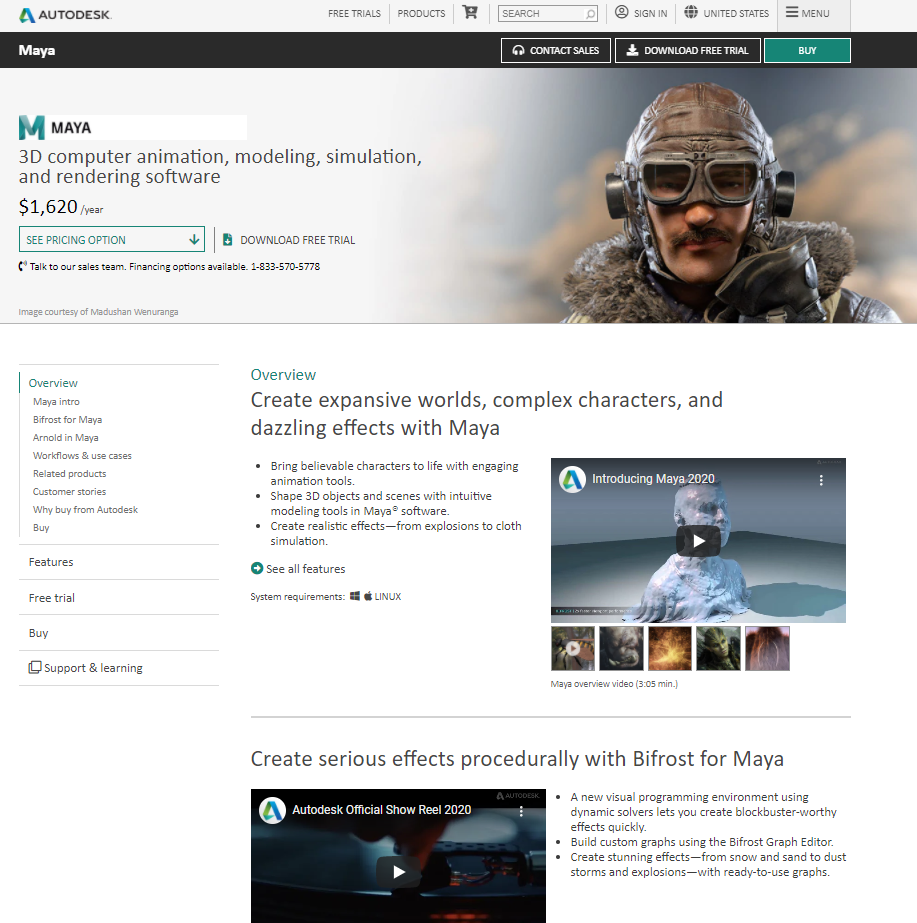 AUTODESK.
FREE TRIALS
PRODUCTS
SEARCH
SIGN IN
UNITED STATES
MENU
Maya
CONTACT SALES
DOWNLOAD FREE TRIAL
BUY
M MAYA
3D computer animation, modeling, simulation,
and rendering software
$1,620 /year
SEE PRICING OPTION
DOWNLOAD FREE TRIAL
Talk to our sales team. Financing options available. 1-833-570-5778
Image courtesy of Madushan Wenuranga
Overview
Maya intro
Bifrost for Maya
Arnold in Maya
Workflows & use cases
Related products
Customer stories
Why buy from Autodesk
Buy
Features
Free trial
Buy
Support & learning
Overview
Create expansive worlds, complex characters, and
dazzling effects with Maya
Bring believable characters to life with engaging
animation tools.
Shape 3D objects and scenes with intuitive
modeling tools in Maya® software.
Create realistic effects—from explosions to cloth
simulation.
See all features
System requirements: LINUX
Introducing Maya 2020
Maya overview video (3:05 min.)
Create serious effects procedurally with Bifrost for Maya
AUTODESK
Autodesk Official Show Reel 2020
A new visual programming environment using
dynamic solvers lets you create blockbuster-worthy
effects quickly.
Build custom graphs using the Bifrost Graph Editor.
Create stunning effects—from snow and sand to dust
storms and explosions—with ready-to-use graphs.